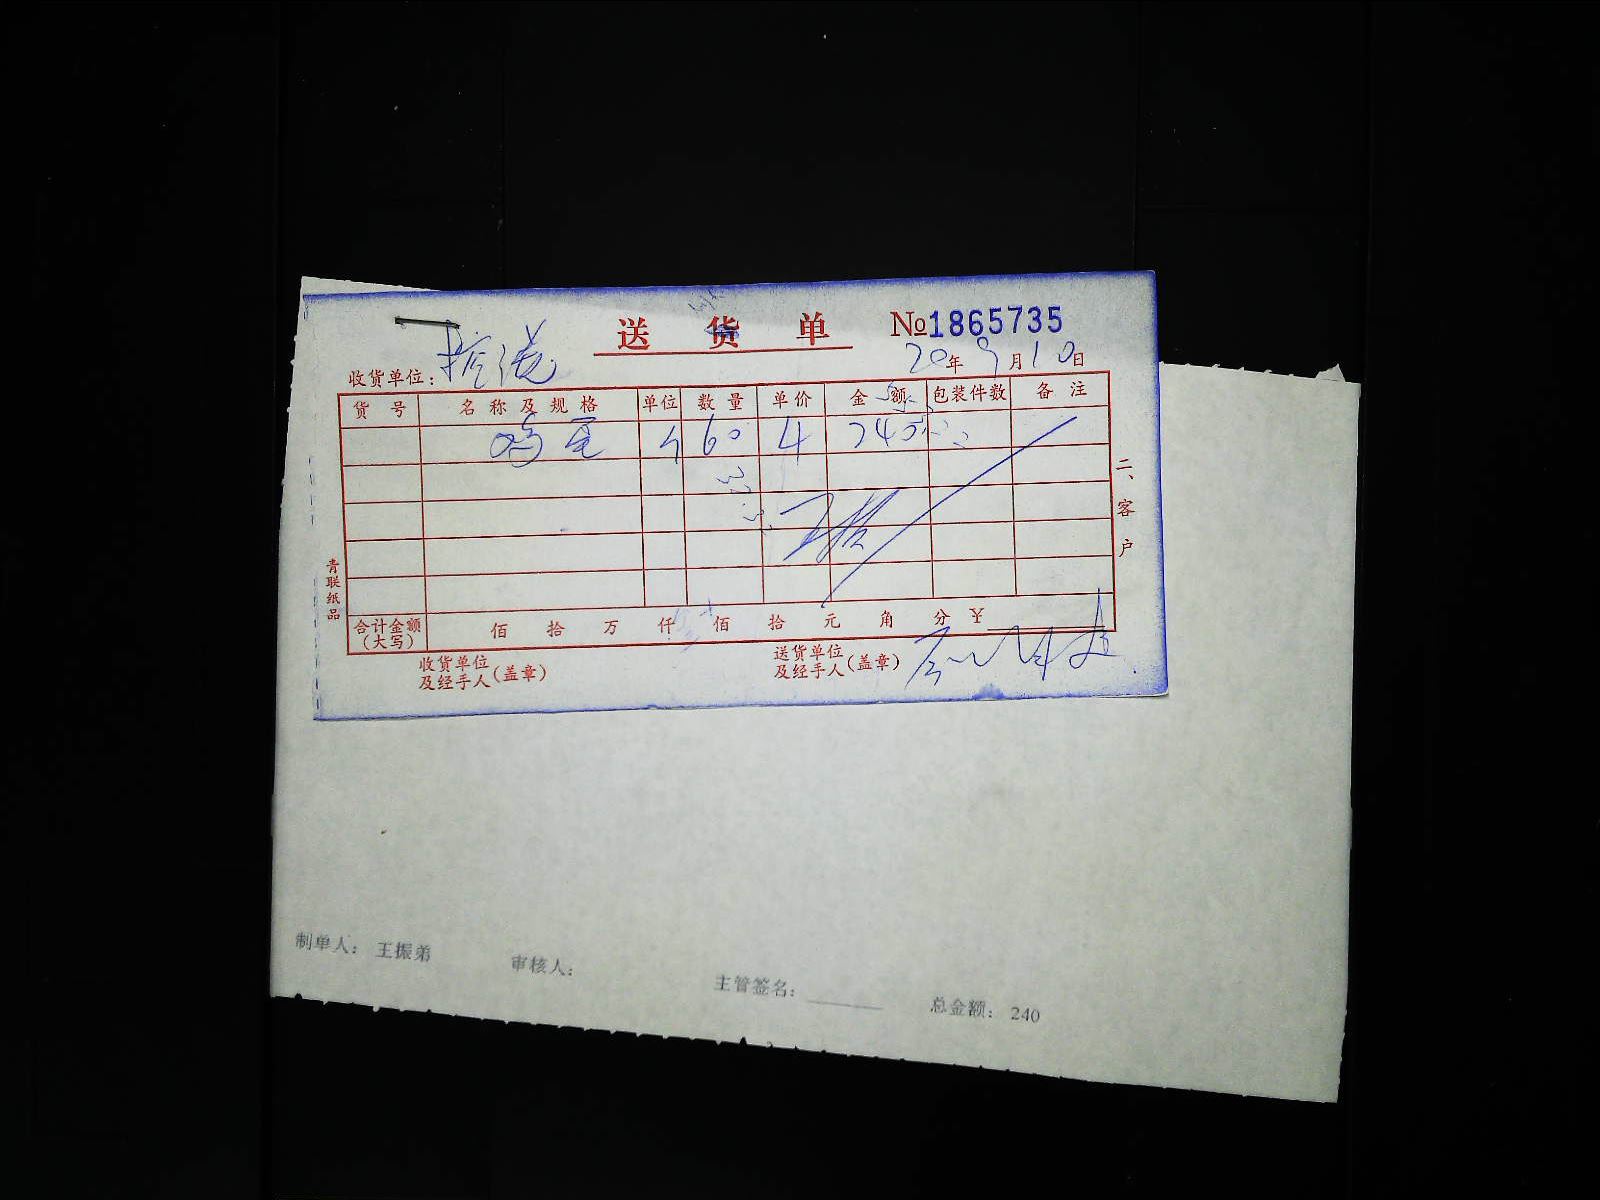 送货单 №1865735
收货单位:
20年9月10日
货号 名称及规格 单位 数量 单价 金额 包装件数 备注
鸡蛋 斤 60 4 240
二、客户
青联纸品
合计金额(大写) 佰 拾 万 仟 佰 拾 元 角 分 ¥
收货单位及经手人(盖章) 送货单位及经手人(盖章)
制单人: 王振弟 审核人: 主管签名: 总金额: 240